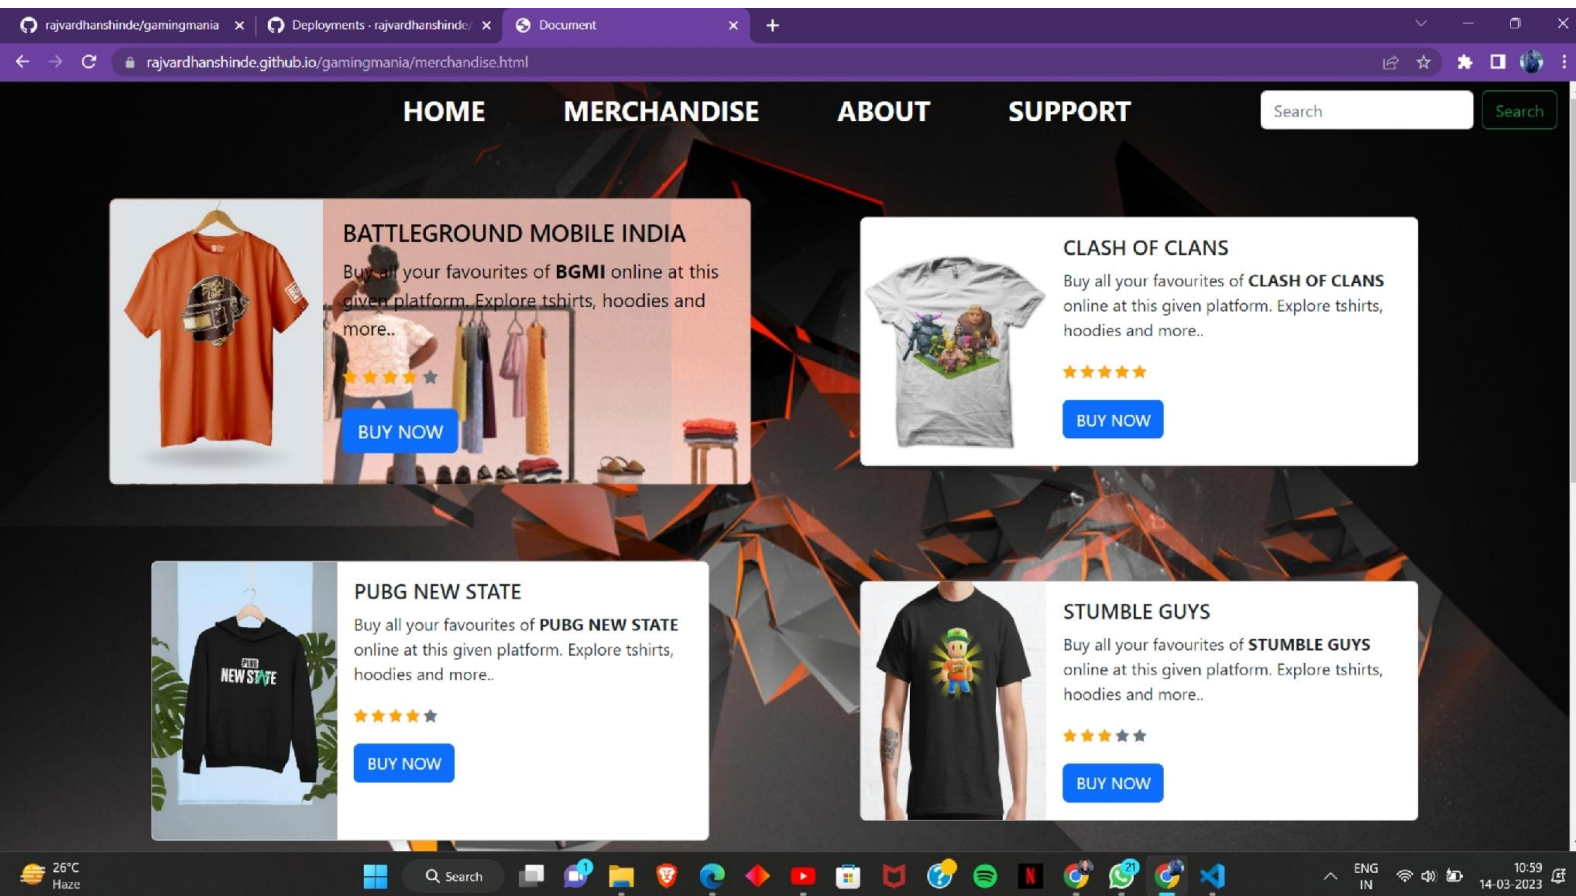 rajvardhanshinde/gamingmania
Deployments · rajvardhanshinde/
Document
rajvardhanshinde.github.io/gamingmania/merchandise.html
HOME MERCHANDISE ABOUT SUPPORT
Search Search
BATTLEGROUND MOBILE INDIA
Buy all your favourites of BGMI online at this
given platform. Explore tshirts, hoodies and
more..
BUY NOW
CLASH OF CLANS
Buy all your favourites of CLASH OF CLANS
online at this given platform. Explore tshirts,
hoodies and more..
BUY NOW
PUBG
NEW STATE
PUBG NEW STATE
Buy all your favourites of PUBG NEW STATE
online at this given platform. Explore tshirts,
hoodies and more..
BUY NOW
STUMBLE GUYS
Buy all your favourites of STUMBLE GUYS
online at this given platform. Explore tshirts,
hoodies and more..
BUY NOW
26°C
Haze
Search
1
21
ENG
IN
10:59
14-03-2023